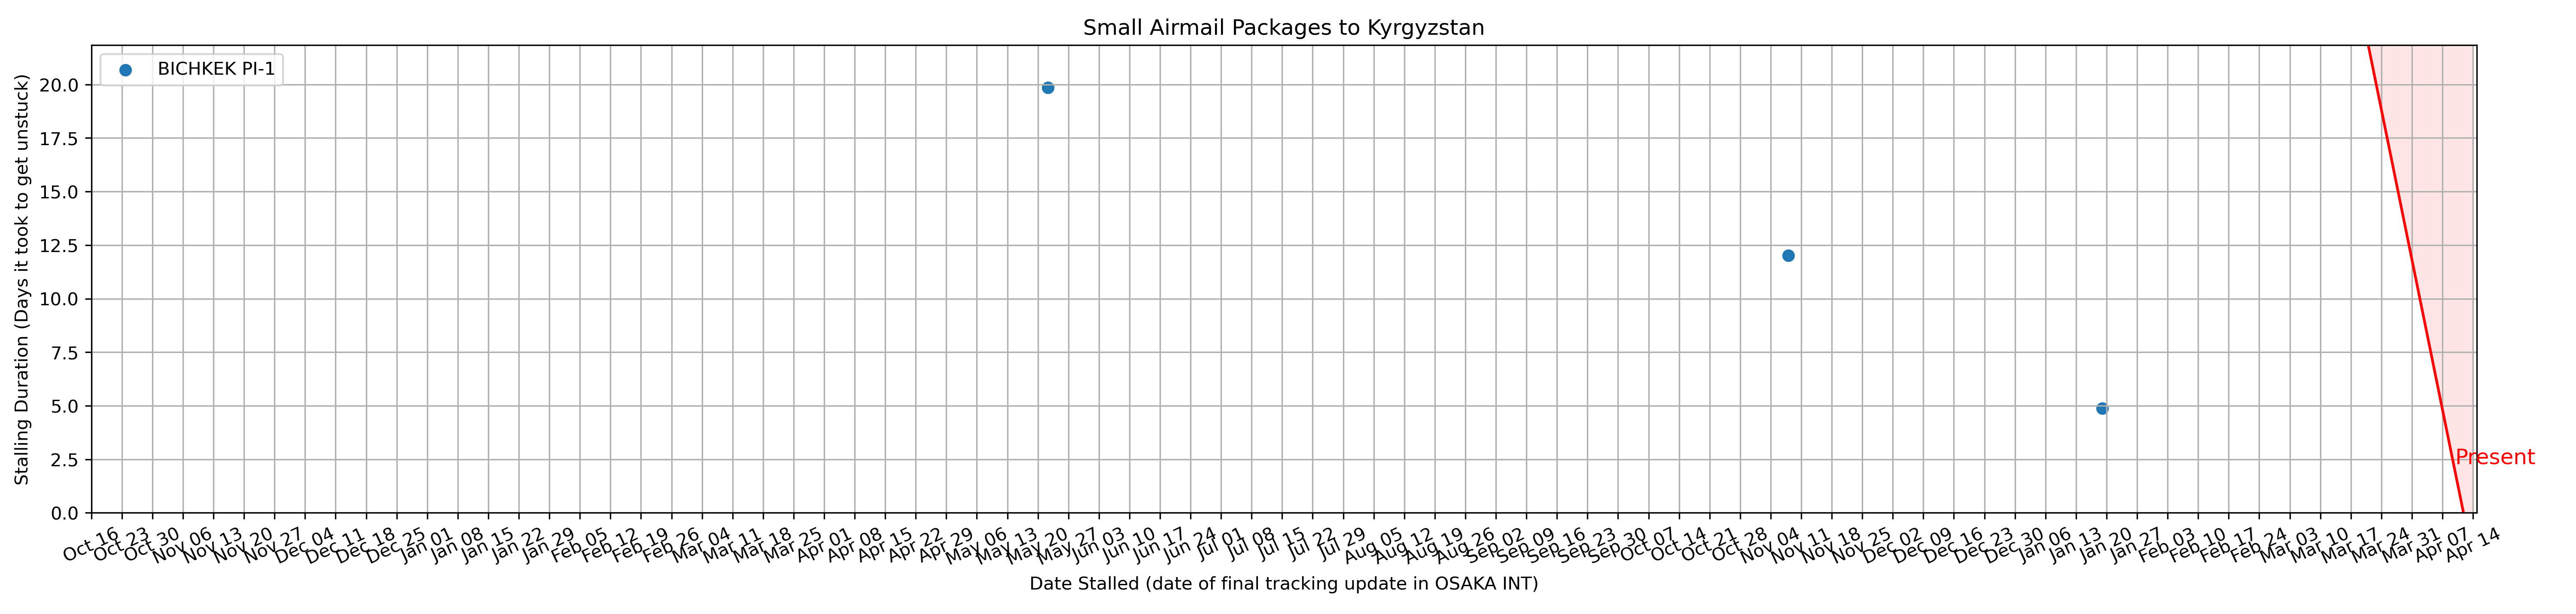 Small Airmail Packages to Kyrgyzstan
BICHKEK PI-1
Stalling Duration (Days it took to get unstuck)
20.0
17.5
15.0
12.5
10.0
7.5
5.0
2.5
0.0
Present
Oct 16 Oct 23 Oct 30 Nov 06 Nov 13 Nov 20 Nov 27 Dec 04 Dec 11 Dec 18 Dec 25 Jan 01 Jan 08 Jan 15 Jan 22 Jan 29 Feb 05 Feb 12 Feb 19 Feb 26 Mar 04 Mar 11 Mar 18 Mar 25 Apr 01 Apr 08 Apr 15 Apr 22 Apr 29 May 06 May 13 May 20 May 27 Jun 03 Jun 10 Jun 17 Jun 24 Jul 01 Jul 08 Jul 15 Jul 22 Jul 29 Aug 05 Aug 12 Aug 19 Aug 26 Sep 02 Sep 09 Sep 16 Sep 23 Sep 30 Oct 07 Oct 14 Oct 21 Oct 28 Nov 04 Nov 11 Nov 18 Nov 25 Dec 02 Dec 09 Dec 16 Dec 23 Dec 30 Jan 06 Jan 13 Jan 20 Jan 27 Feb 03 Feb 10 Feb 17 Feb 24 Mar 03 Mar 10 Mar 17 Mar 24 Mar 31 Apr 07 Apr 14
Date Stalled (date of final tracking update in OSAKA INT)